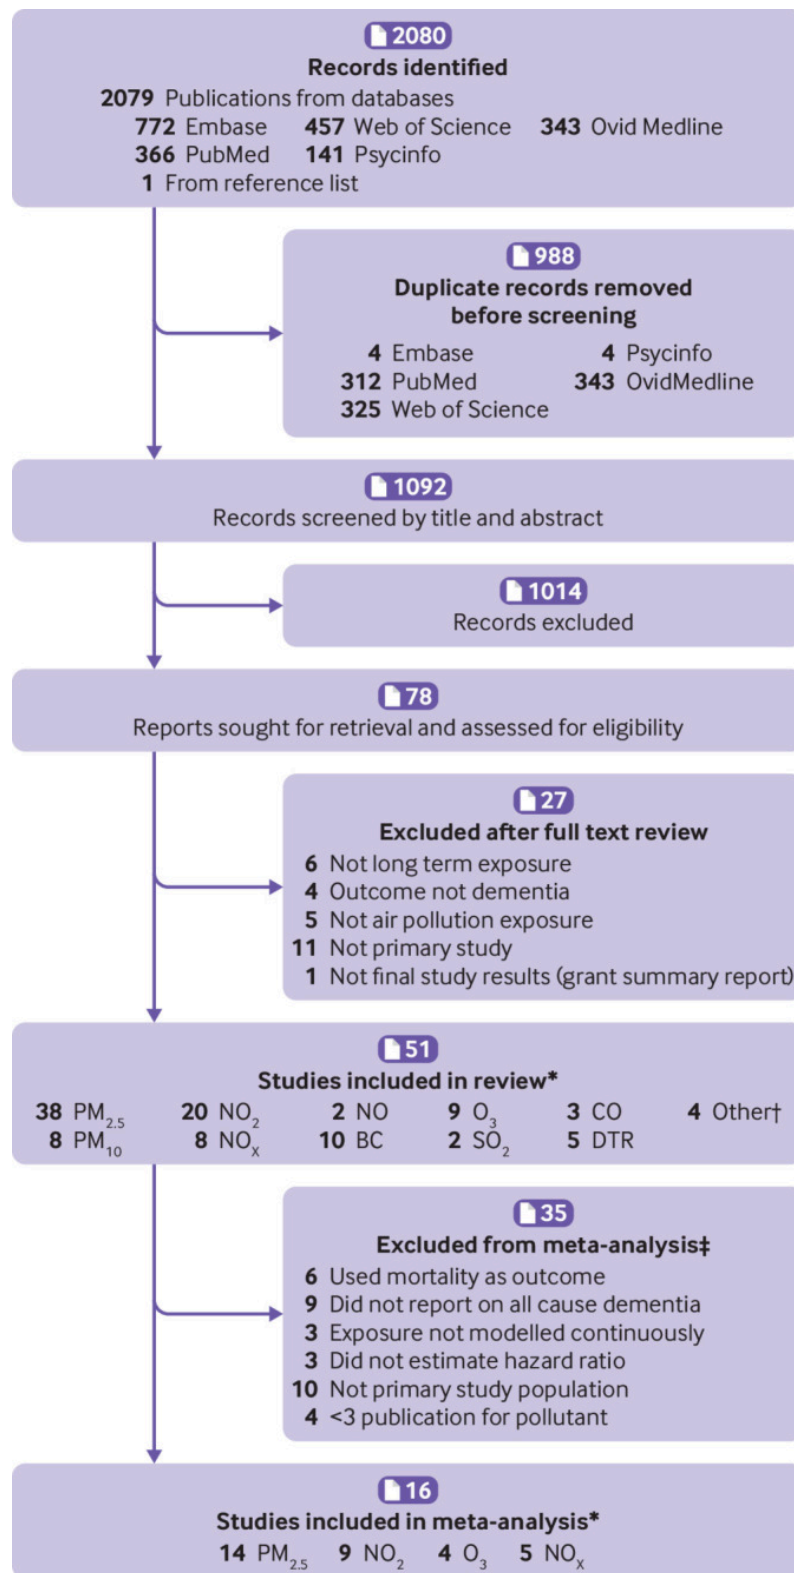 2080
Records identified
2079 Publications from databases
772 Embase 457 Web of Science 343 Ovid Medline
366 PubMed 141 Psycinfo
1 From reference list
988
Duplicate records removed
before screening
4 Embase 4 Psycinfo
312 PubMed 343 OvidMedline
325 Web of Science
1092
Records screened by title and abstract
1014
Records excluded
78
Reports sought for retrieval and assessed for eligibility
27
Excluded after full text review
6 Not long term exposure
4 Outcome not dementia
5 Not air pollution exposure
11 Not primary study
1 Not final study results (grant summary report)
51
Studies included in review*
38 PM2.5 20 NO2 2 NO 9 O3 3 CO 4 Other†
8 PM10 8 NOX 10 BC 2 SO2 5 DTR
35
Excluded from meta-analysis‡
6 Used mortality as outcome
9 Did not report on all cause dementia
3 Exposure not modelled continuously
3 Did not estimate hazard ratio
10 Not primary study population
4 <3 publication for pollutant
16
Studies included in meta-analysis*
14 PM2.5 9 NO2 4 O3 5 NOX